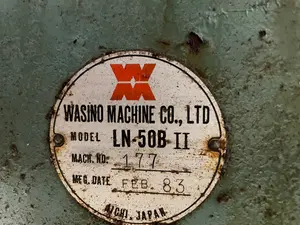 WASINO MACHINE CO., LTD
MODEL LN-50B II
MACH. NO. 177
MFG. DATE FEB. 83
AICHI, JAPAN